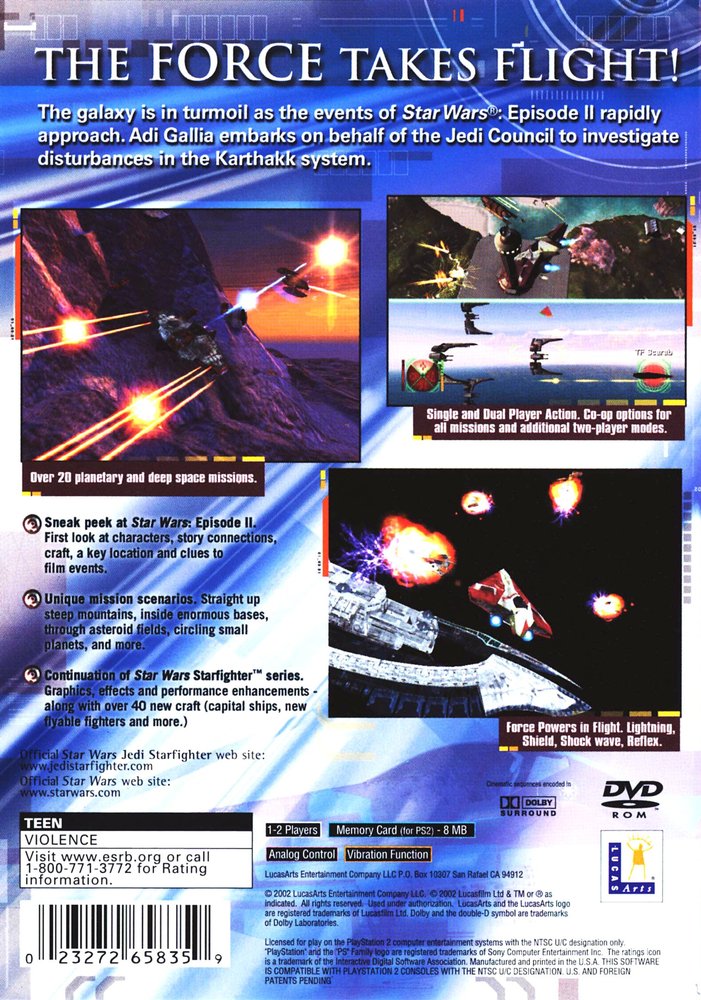 THE FORCE TAKES FLIGHT!
The galaxy is in turmoil as the events of Star Wars®: Episode II rapidly
approach. Adi Gallia embarks on behalf of the Jedi Council to investigate
disturbances in the Karthakk system.
TF Scarab
Single and Dual Player Action. Co-op options for
all missions and additional two-player modes.
Over 20 planetary and deep space missions.
Sneak peek at Star Wars: Episode II.
First look at characters, story connections,
craft, a key location and clues to
film events.
Unique mission scenarios. Straight up
steep mountains, inside enormous bases,
through asteroid fields, circling small
planets, and more.
Continuation of Star Wars Starfighter™ series.
Graphics, effects and performance enhancements -
along with over 40 new craft (capital ships, new
flyable fighters and more.)
Force Powers in Flight. Lightning,
Shield, Shock wave, Reflex.
Official Star Wars Jedi Starfighter web site:
www.jedistarfighter.com
Official Star Wars web site:
www.starwars.com
Cinematic sequences encoded in
DOLBY
SURROUND
DVD
ROM
TEEN
VIOLENCE
Visit www.esrb.org or call
1-800-771-3772 for Rating
information.
1-2 Players
Memory Card (for PS2) - 8 MB
Analog Control
Vibration Function
LUCAS
Arts
LucasArts Entertainment Company LLC P.O. Box 10307 San Rafael CA 94912
© 2002 LucasArts Entertainment Company LLC. © 2002 Lucasfilm Ltd & TM or ® as
indicated. All rights reserved. Used under authorization. LucasArts and the LucasArts logo
are registered trademarks of Lucasfilm Ltd. Dolby and the double-D symbol are trademarks
of Dolby Laboratories.
Licensed for play on the PlayStation 2 computer entertainment systems with the NTSC U/C designation only.
"PlayStation" and the "PS" Family logo are registered trademarks of Sony Computer Entertainment Inc. The ratings icon
is a trademark of the Interactive Digital Software Association. Manufactured and printed in the U.S.A. THIS SOFTWARE
IS COMPATIBLE WITH PLAYSTATION 2 CONSOLES WITH THE NTSC U/C DESIGNATION. U.S. AND FOREIGN
PATENTS PENDING
0 23272 65835 9